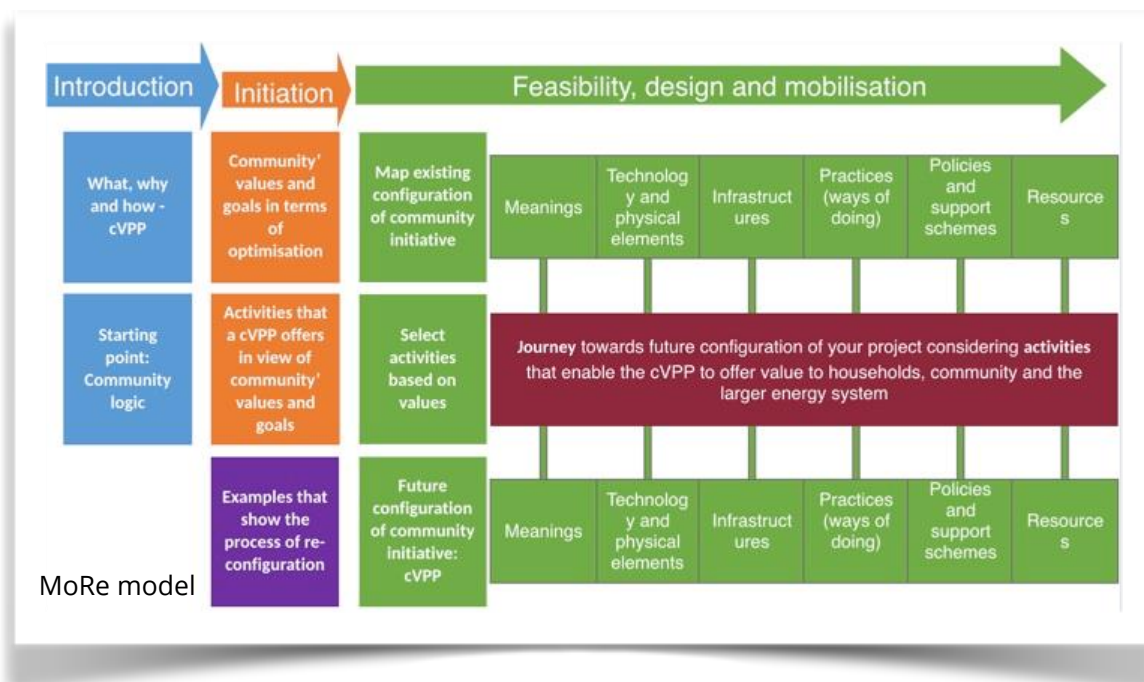 Introduction
Initiation
Feasibility, design and mobilisation
What, why
and how -
cVPP
Community’
values and
goals in terms
of
optimisation
Map existing
configuration
of community
initiative
Meanings
Technolog
y and
physical
elements
Infrastruct
ures
Practices
(ways of
doing)
Policies
and
support
schemes
Resource
s
Starting
point:
Community
logic
Activities that
a cVPP offers
in view of
community’
values and
goals
Select
activities
based on
values
Journey towards future configuration of your project considering activities
that enable the cVPP to offer value to households, community and the
larger energy system
Examples that
show the
process of re-
configuration
Future
configuration
of community
initiative:
cVPP
Meanings
Technolog
y and
physical
elements
Infrastruct
ures
Practices
(ways of
doing)
Policies
and
support
schemes
Resource
s
MoRe model